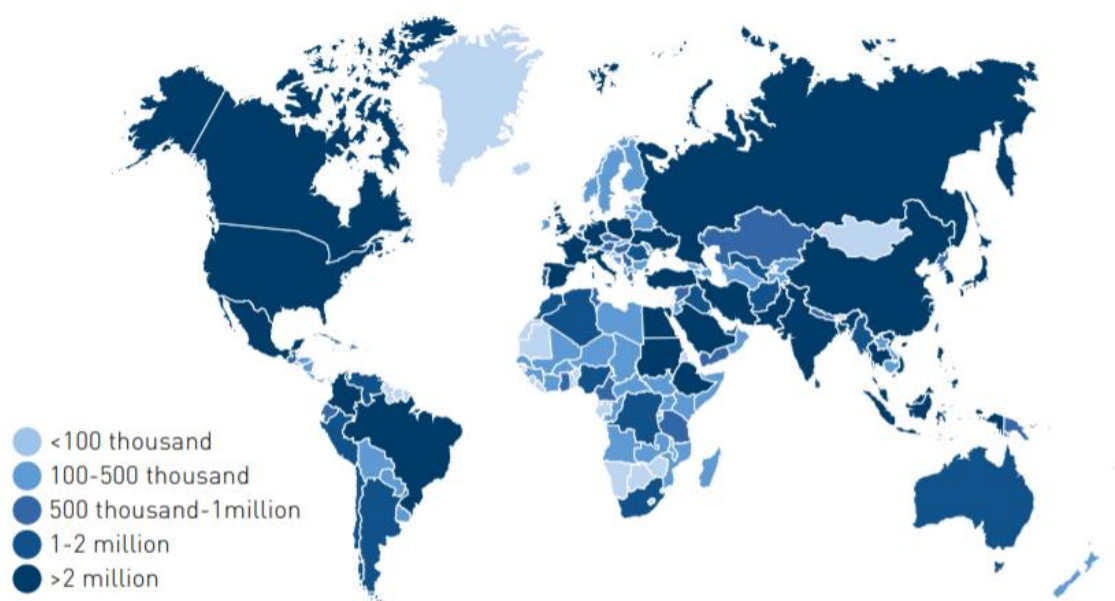 <100 thousand
100-500 thousand
500 thousand-1million
1-2 million
>2 million